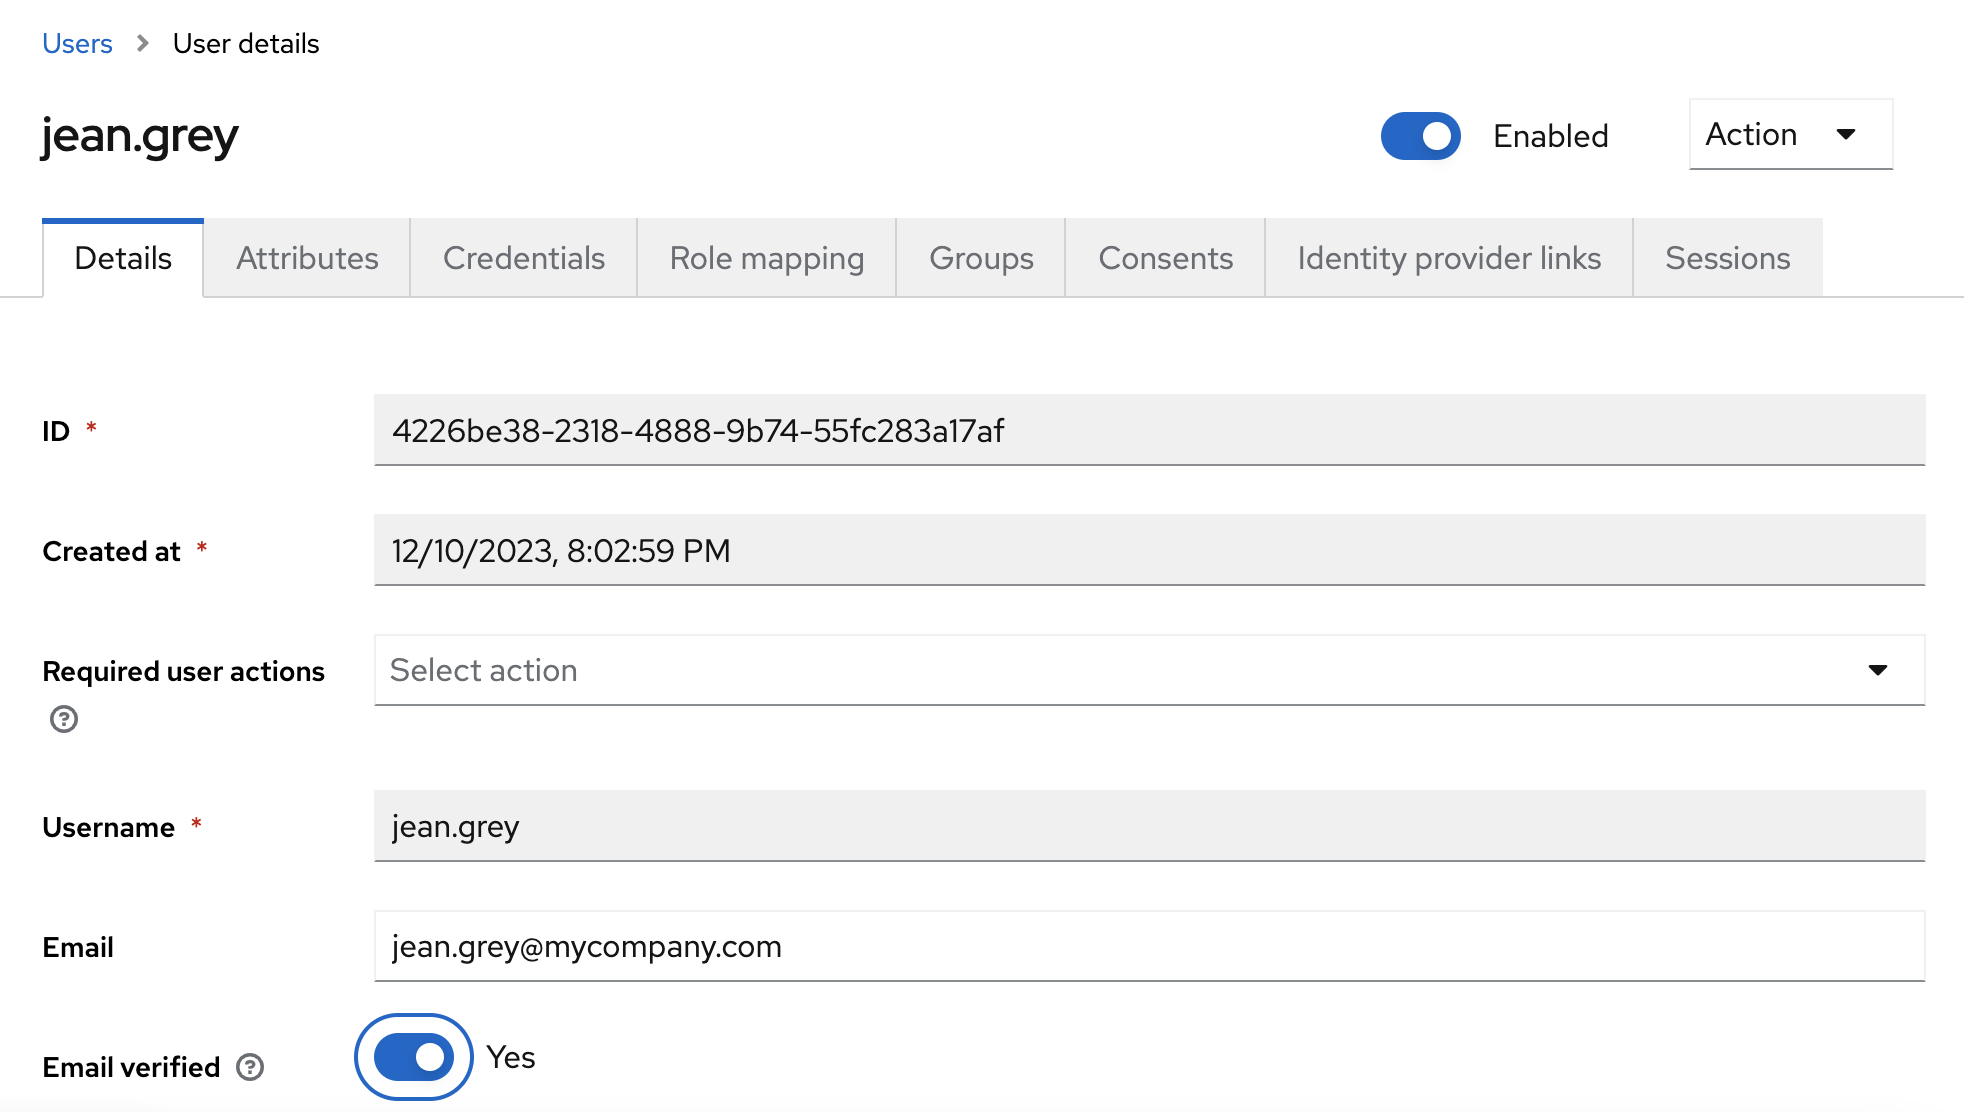 Users > User details
jean.grey
Enabled
Action
Details Attributes Credentials Role mapping Groups Consents Identity provider links Sessions
ID * 4226be38-2318-4888-9b74-55fc283a17af
Created at * 12/10/2023, 8:02:59 PM
Required user actions Select action
?
Username * jean.grey
Email jean.grey@mycompany.com
Email verified ? Yes